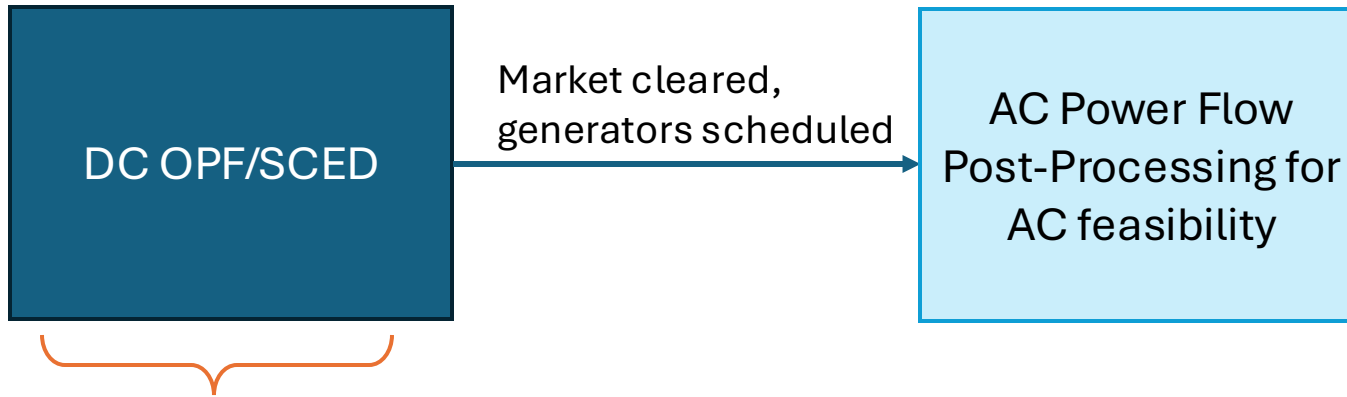 DC OPF/SCED
Market cleared,
generators scheduled
AC Power Flow
Post-Processing for
AC feasibility